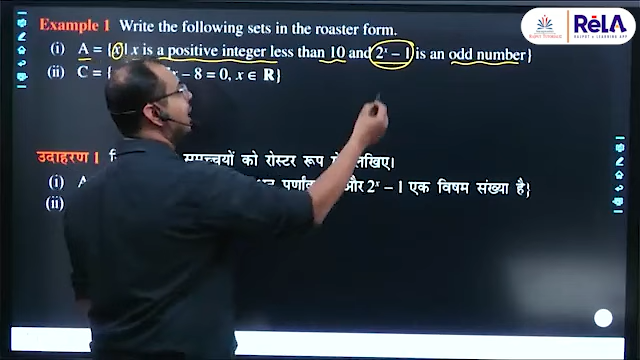 Example 1 Write the following sets in the roaster form.
(i) A = {x | x is a positive integer less than 10 and 2ˣ – 1 is an odd number}
(ii) C = { – 8 = 0, x ∈ ℝ}
उदाहरण 1 समुच्चयों को रोस्टर रूप में लिखिए।
(i) A और 2ˣ – 1 एक विषम संख्या है}
(ii)
RELA